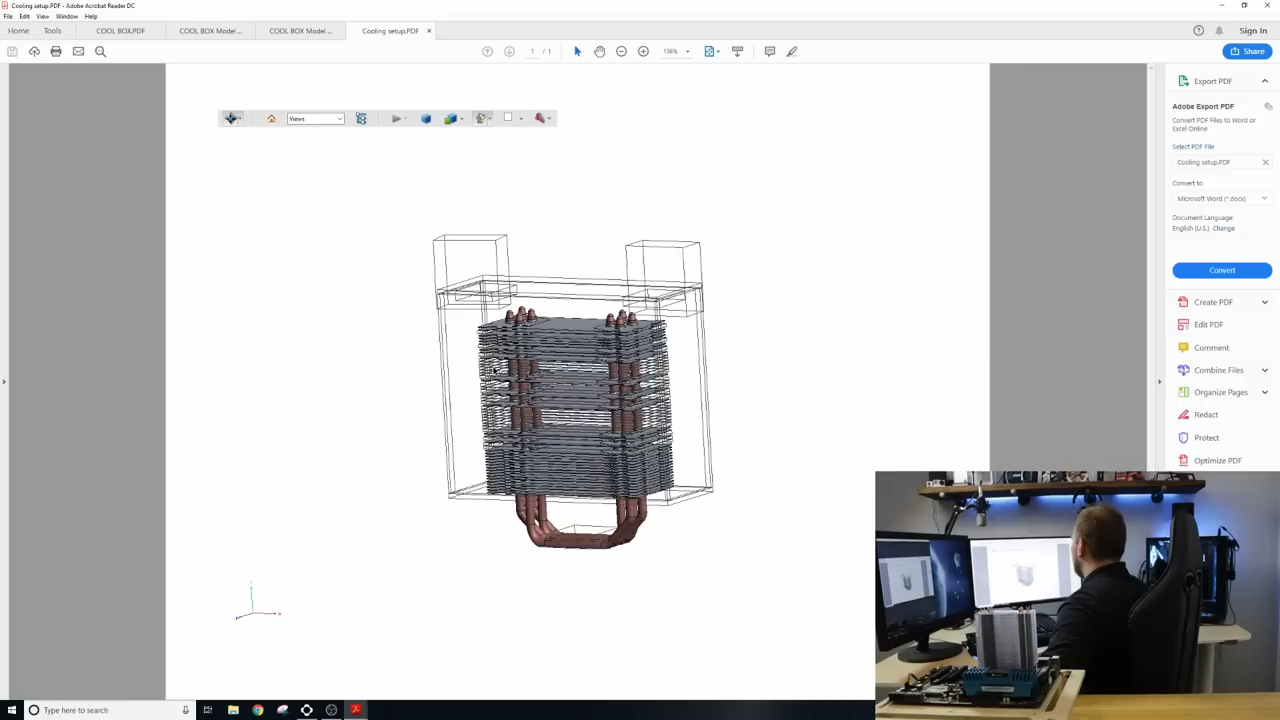 Cooling setup.PDF - Adobe Acrobat Reader DC
File Edit View Window Help
Home Tools COOL BOX.PDF COOL BOX Model ... COOL BOX Model ... Cooling setup.PDF × Sign In
1 / 1 136% Share
Views
Export PDF
Adobe Export PDF
Convert PDF Files to Word or
Excel Online
Select PDF File
Cooling setup.PDF
Convert to
Microsoft Word (*.docx)
Document Language:
English (U.S.) Change
Convert
Create PDF
Edit PDF
Comment
Combine Files
Organize Pages
Redact
Protect
Optimize PDF
Type here to search